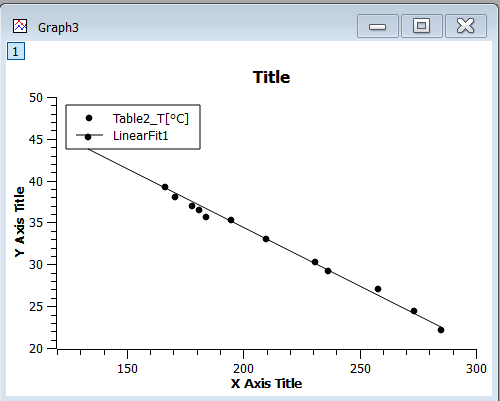 Graph3
1
Title
50
45
40
35
30
25
20
Y Axis Title
Table2_T[°C]
LinearFit1
150
200
250
300
X Axis Title